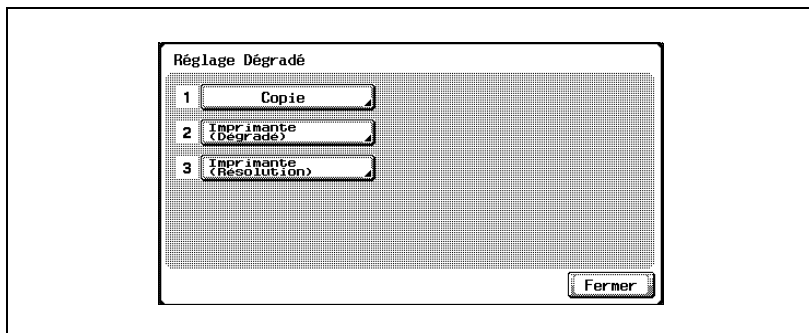 Réglage Dégradé
1 Copie
2 Imprimante
(Dégradé)
3 Imprimante
(Résolution)
Fermer